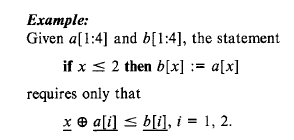 Example:
Given a[1:4] and b[1:4], the statement
if x ≤ 2 then b[x] := a[x]
requires only that
x ⊕ a[i] ≤ b[i], i = 1, 2.